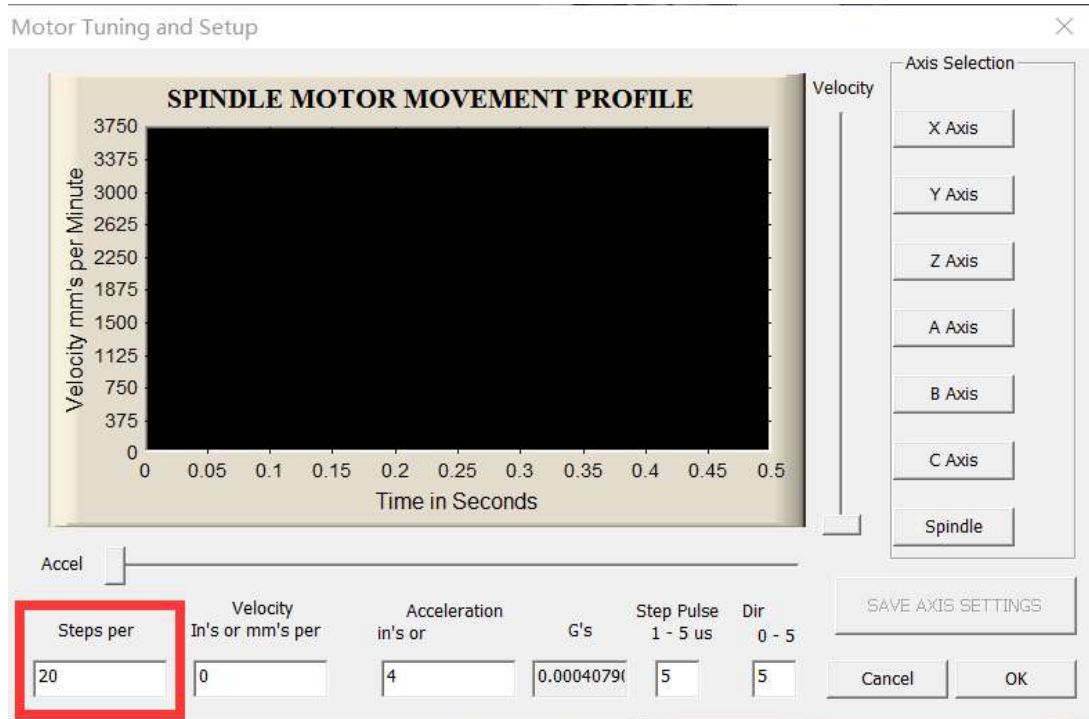 Motor Tuning and Setup
SPINDLE MOTOR MOVEMENT PROFILE
Velocity mm's per Minute
3750
3375
3000
2625
2250
1875
1500
1125
750
375
0
0 0.05 0.1 0.15 0.2 0.25 0.3 0.35 0.4 0.45 0.5
Time in Seconds
Velocity
Axis Selection
X Axis
Y Axis
Z Axis
A Axis
B Axis
C Axis
Spindle
Accel
Steps per
20
Velocity
In's or mm's per
0
Acceleration
in's or
4
G's
0.00040790
Step Pulse
1 - 5 us
5
Dir
0 - 5
5
SAVE AXIS SETTINGS
Cancel
OK